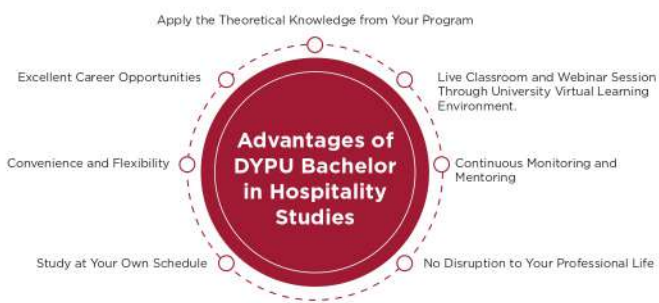 Apply the Theoretical Knowledge from Your Program
Excellent Career Opportunities
Live Classroom and Webinar Session
Through University Virtual Learning
Environment.
Convenience and Flexibility
Advantages of
DYPU Bachelor
in Hospitality
Studies
Continuous Monitoring and
Mentoring
Study at Your Own Schedule
No Disruption to Your Professional Life